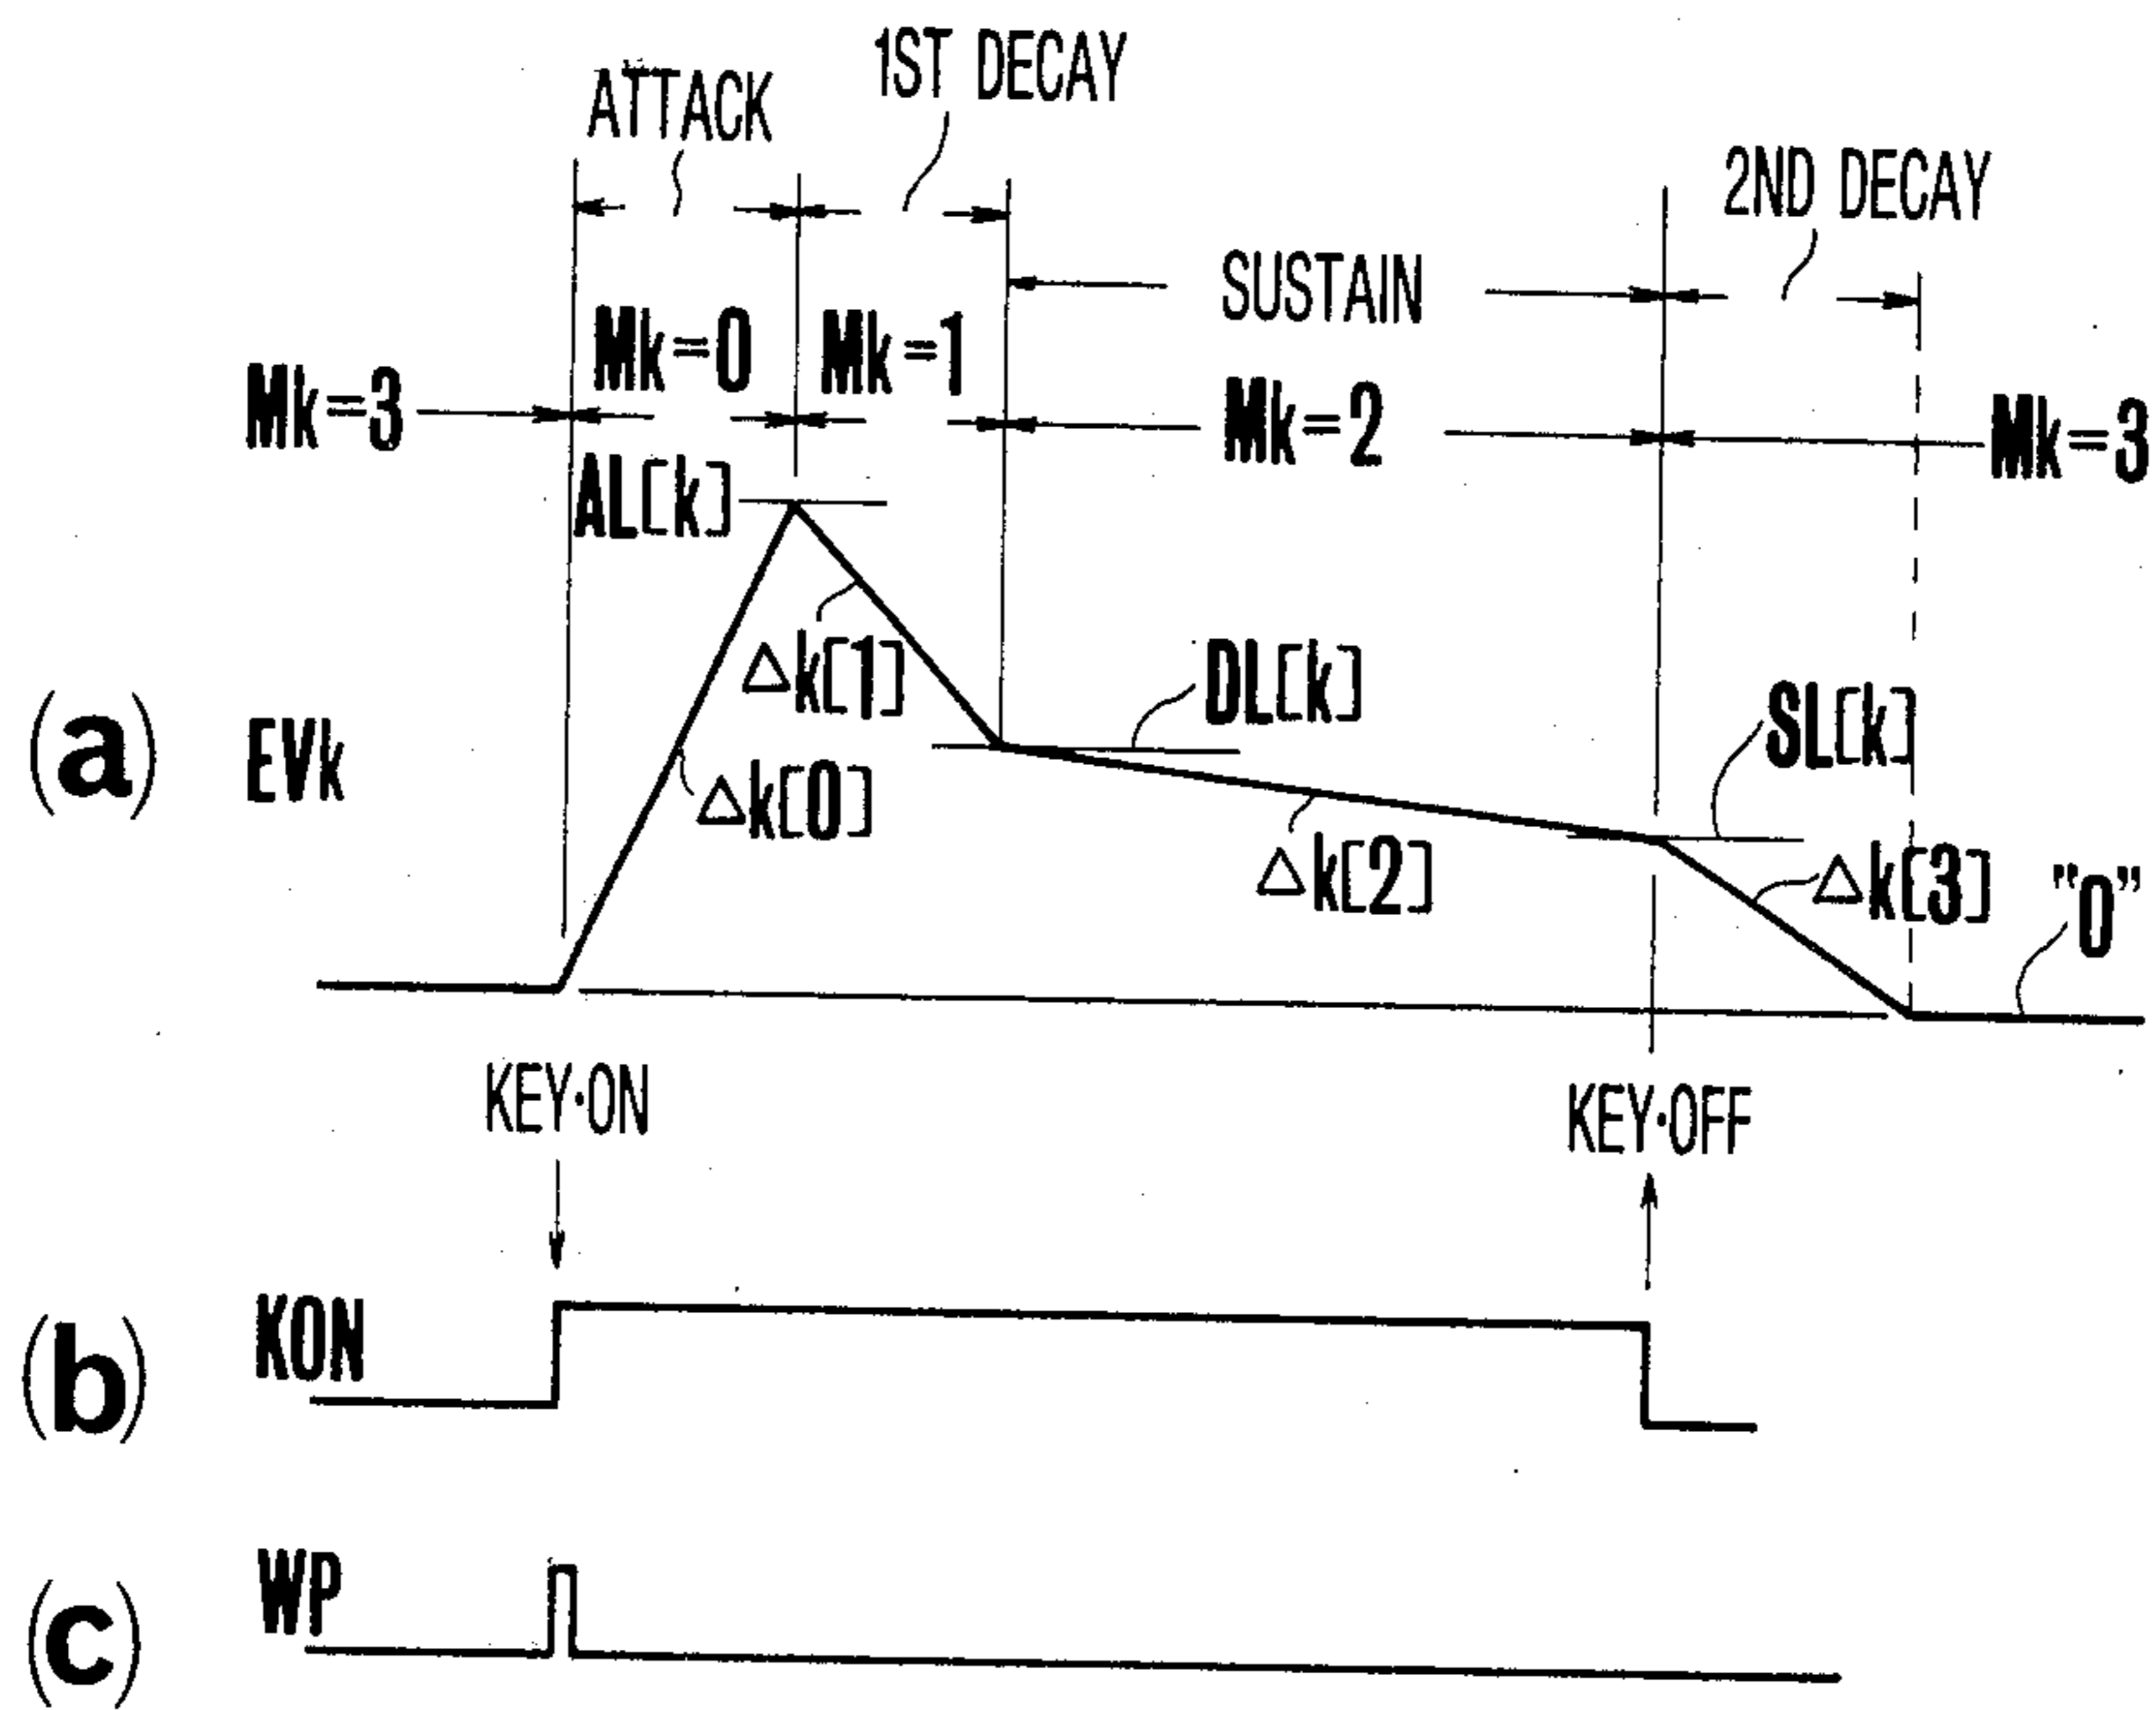 1ST DECAY
ATTACK
2ND DECAY
SUSTAIN
Mk=3
Mk=0
Mk=1
Mk=2
Mk=3
AL[k]
Δk[1]
DL[k]
SL[k]
(a)
EVk
Δk[0]
Δk[2]
Δk[3]
"0"
KEY·ON
KEY·OFF
(b)
KON
(c)
WP